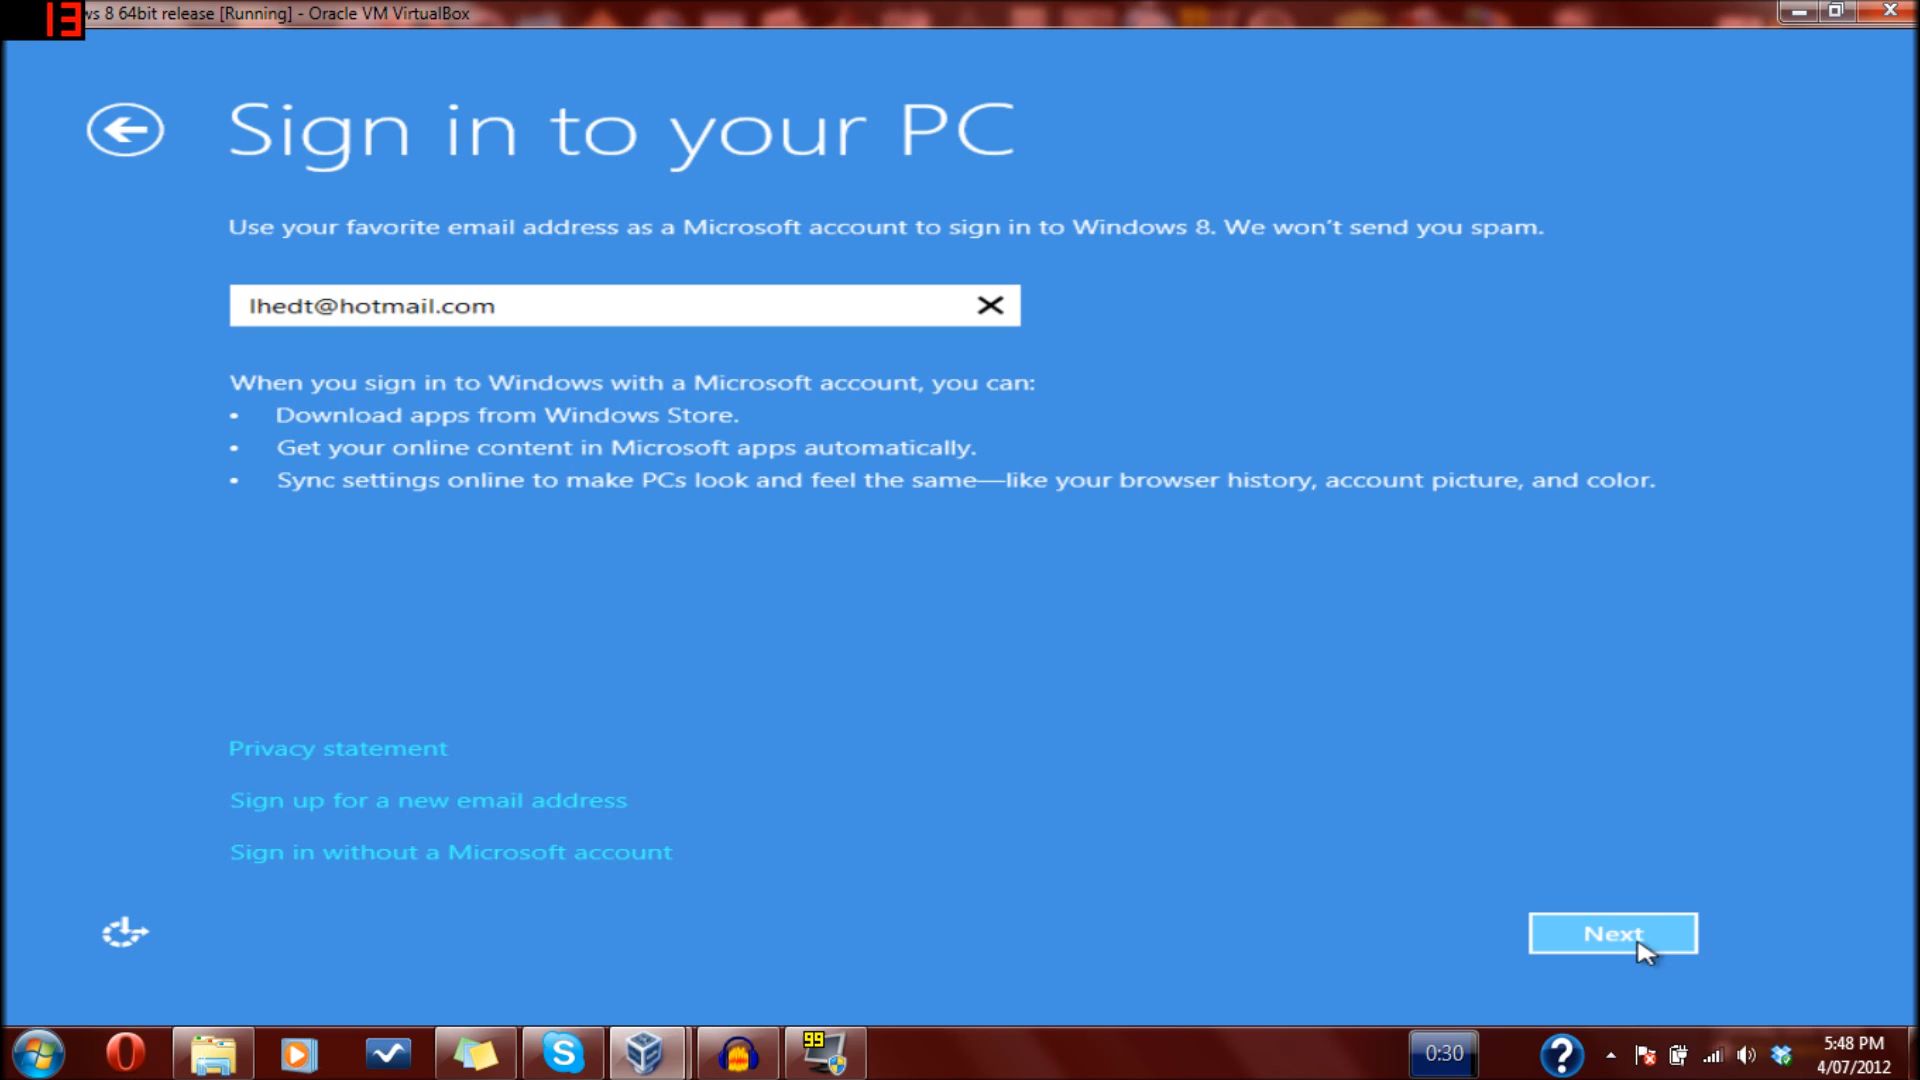 13
ws 8 64bit release [Running] - Oracle VM VirtualBox
Sign in to your PC
Use your favorite email address as a Microsoft account to sign in to Windows 8. We won't send you spam.
lhedt@hotmail.com
When you sign in to Windows with a Microsoft account, you can:
• Download apps from Windows Store.
• Get your online content in Microsoft apps automatically.
• Sync settings online to make PCs look and feel the same—like your browser history, account picture, and color.
Privacy statement
Sign up for a new email address
Sign in without a Microsoft account
Next
99
0:30
5:48 PM
4/07/2012